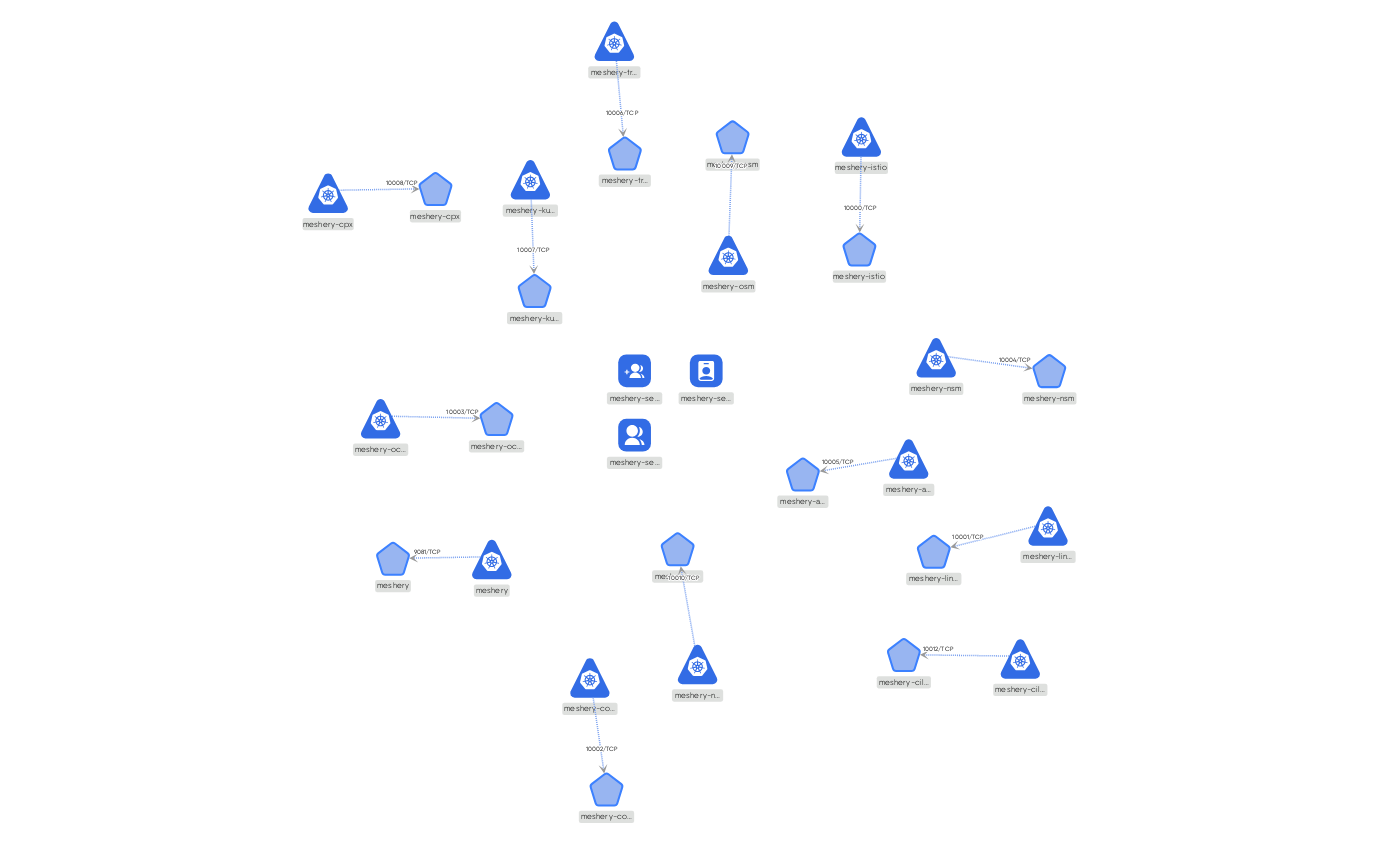 meshery-tr...
10006/TCP
meshery-tr...
10009/TCP
meshery-osm
meshery-istio
10000/TCP
meshery-istio
10008/TCP
meshery-cpx
meshery-cpx
meshery-ku...
10007/TCP
meshery-ku...
meshery-se...
meshery-se...
meshery-se...
10004/TCP
meshery-nsm
meshery-nsm
10003/TCP
meshery-oc...
meshery-oc...
10005/TCP
meshery-a...
meshery-a...
10001/TCP
meshery-lin...
meshery-lin...
9081/TCP
meshery
meshery
10010/TCP
meshery-n...
10012/TCP
meshery-cil...
meshery-cil...
meshery-co...
10002/TCP
meshery-co...